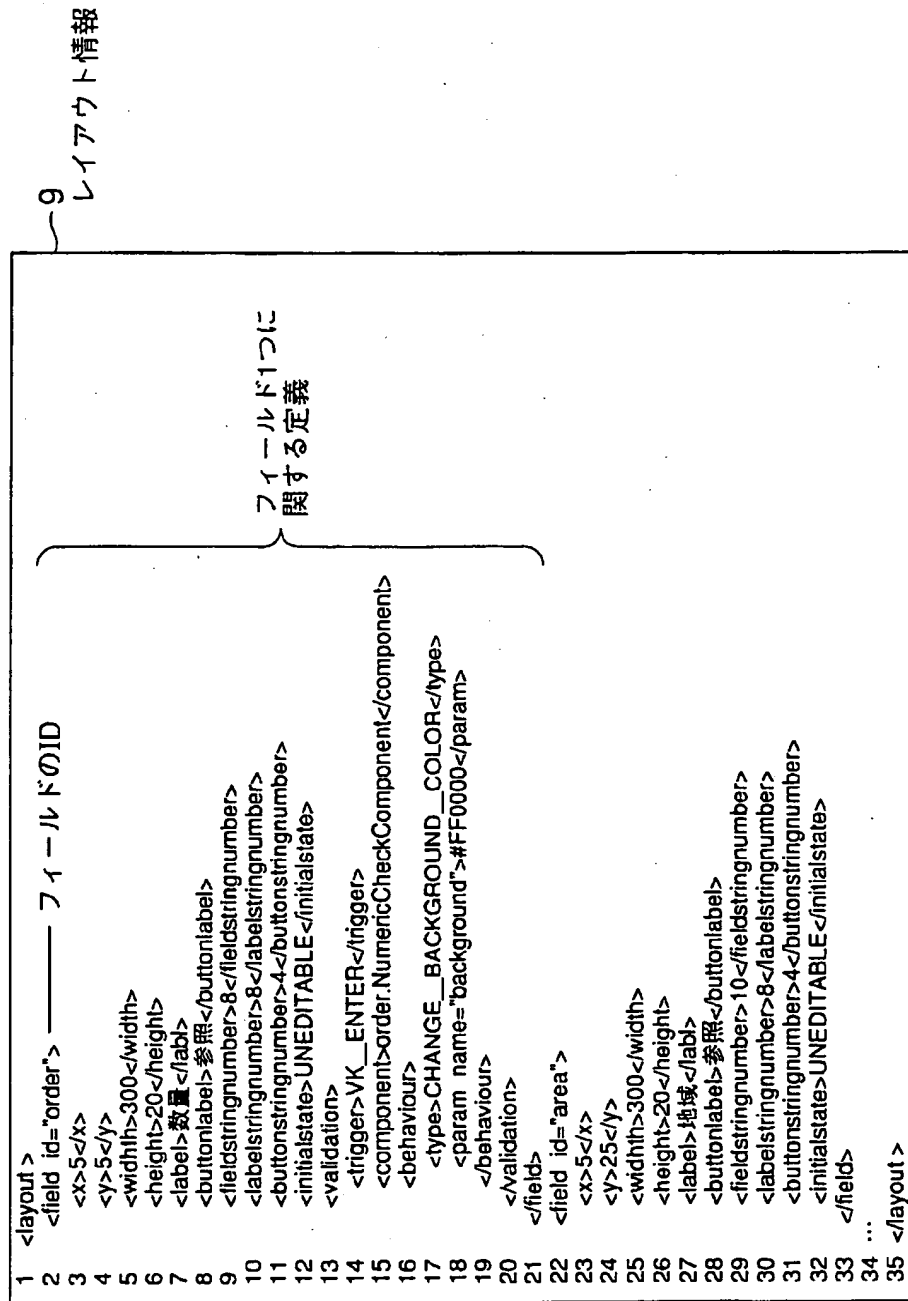 1 <layout >
2 <field id="order"> フィールドのID
3 <x>5</x>
4 <y>5</y>
5 <widhth>300</width>
6 <height>20</height>
7 <label>数量</labl>
8 <buttonlabel>参照</buttonlabel>
9 <fieldstringnumber>8</fieldstringnumber>
10 <labelstringnumber>8</labelstringnumber>
11 <buttonstringnumber>4</buttonstringnumber>
12 <initialstate>UNEDITABLE</initialstate>
13 <validation>
14 <trigger>VK__ENTER</trigger>
15 <component>order.NumericCheckComponent</component>
16 <behaviour>
17 <type>CHANGE__BACKGROUND__COLOR</type>
18 <param name="background">#FF0000</param>
19 </behaviour>
20 </validation>
21 </field>
22 <field id="area">
23 <x>5</x>
24 <y>25</y>
25 <widhth>300</width>
26 <height>20</height>
27 <label>地域</labl>
28 <buttonlabel>参照</buttonlabel>
29 <fieldstringnumber>10</fieldstringnumber>
30 <labelstringnumber>8</labelstringnumber>
31 <buttonstringnumber>4</buttonstringnumber>
32 <initialstate>UNEDITABLE</initialstate>
33 </field>
34 …
35 </layout >
フィールド1つに
関する定義
9
レイアウト情報